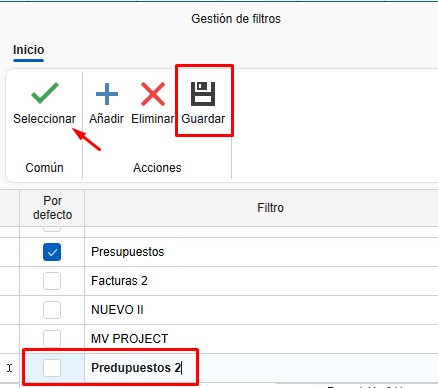 Gestión de filtros
Inicio
Seleccionar Añadir Eliminar Guardar
Común Acciones
Por defecto Filtro
Presupuestos
Facturas 2
NUEVO II
MV PROJECT
Predupuestos 2